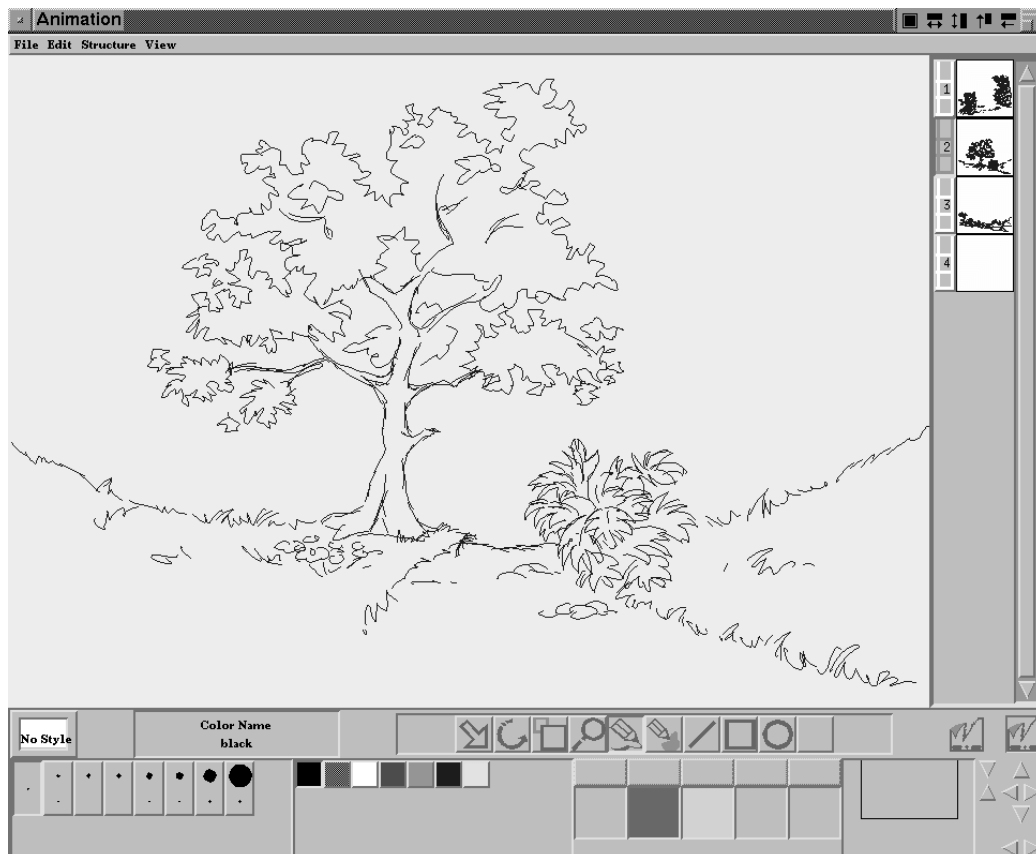 Animation
File Edit Structure View
1
2
3
4
No Style
Color Name
black